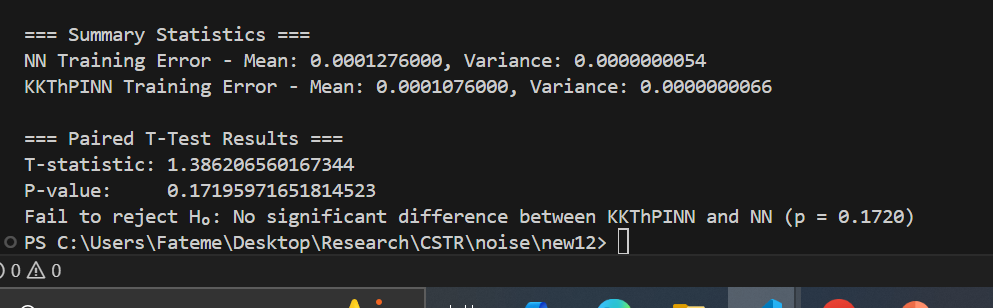 === Summary Statistics ===
NN Training Error - Mean: 0.0001276000, Variance: 0.0000000054
KKThPINN Training Error - Mean: 0.0001076000, Variance: 0.0000000066
=== Paired T-Test Results ===
T-statistic: 1.386206560167344
P-value:     0.17195971651814523
Fail to reject H₀: No significant difference between KKThPINN and NN (p = 0.1720)
PS C:\Users\Fateme\Desktop\Research\CSTR\noise\new12>
0 0